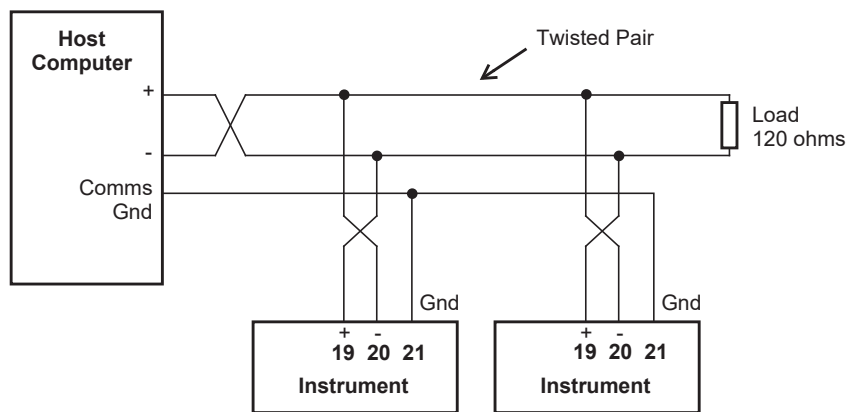 Host
Computer
Twisted Pair
+
-
Load
120 ohms
Comms
Gnd
Gnd
Gnd
+ -
19 20 21
Instrument
+ -
19 20 21
Instrument